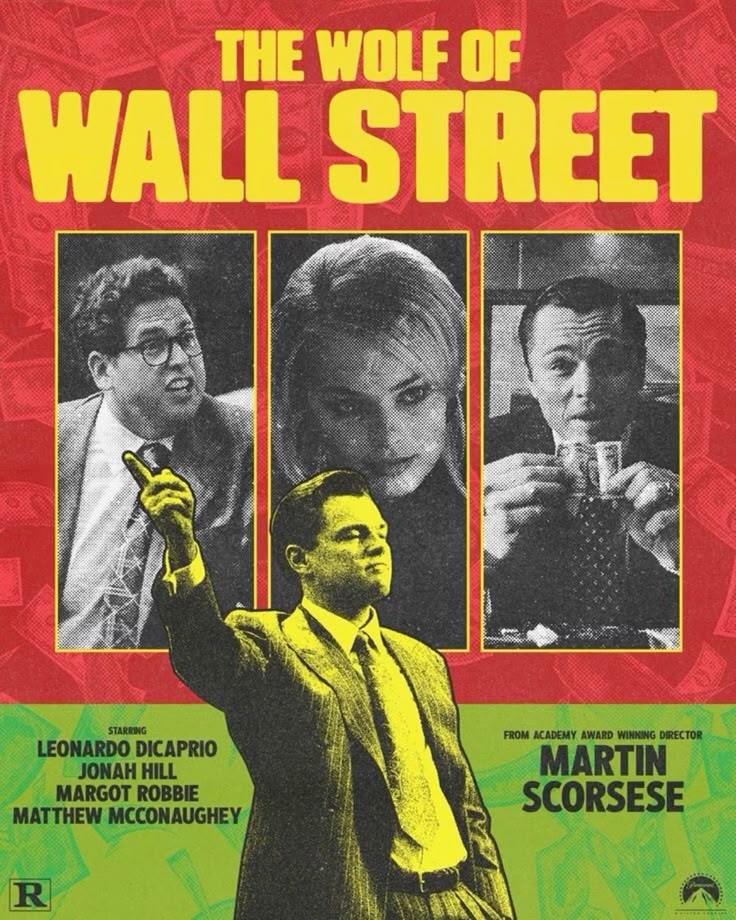 THE WOLF OF
WALL STREET
STARRING
LEONARDO DICAPRIO
JONAH HILL
MARGOT ROBBIE
MATTHEW MCCONAUGHEY
FROM ACADEMY AWARD WINNING DIRECTOR
MARTIN
SCORSESE
R
Paramount